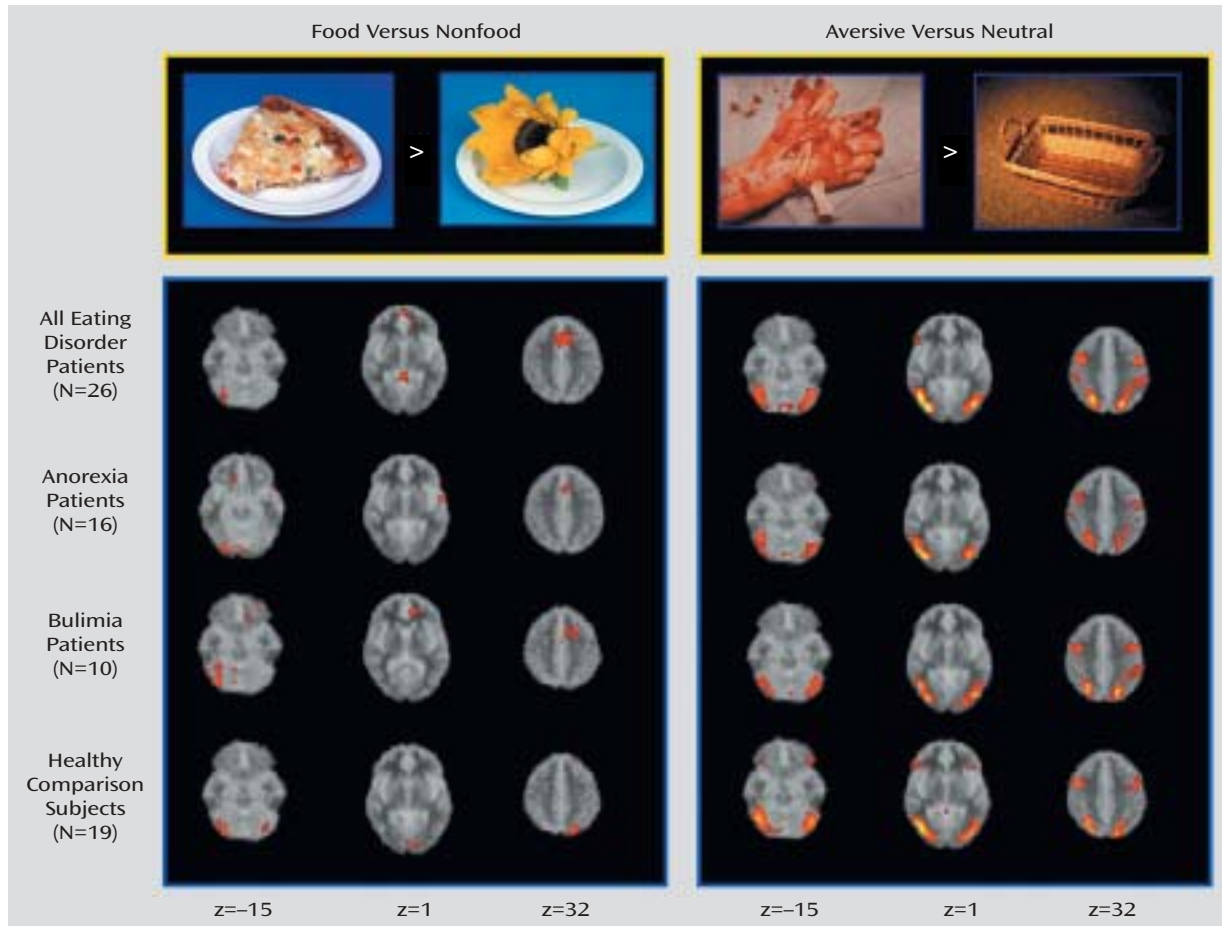 Food Versus Nonfood
Aversive Versus Neutral
>
>
All Eating
Disorder
Patients
(N=26)
Anorexia
Patients
(N=16)
Bulimia
Patients
(N=10)
Healthy
Comparison
Subjects
(N=19)
z=–15
z=1
z=32
z=–15
z=1
z=32